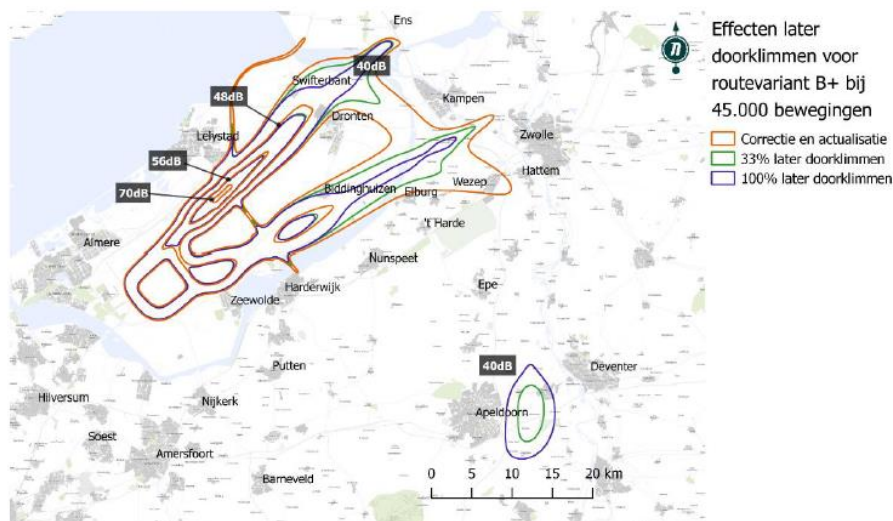 Effecten later
doorklimmen voor
routevariant B+ bij
45.000 bewegingen
Correctie en actualisatie
33% later doorklimmen
100% later doorklimmen
n
Ens
40dB
Swifterbant
48dB
Kampen
Dronten
Lelystad
Zwolle
56dB
Hattem
70dB
Biddinghuizen
Elburg
Wezep
't Harde
Almere
Nunspeet
Harderwijk
Epe
Zeewolde
40dB
Putten
Deventer
Hilversum
Nijkerk
Apeldoorn
Soest
Amersfoort
Barneveld
0 5 10 15 20 km